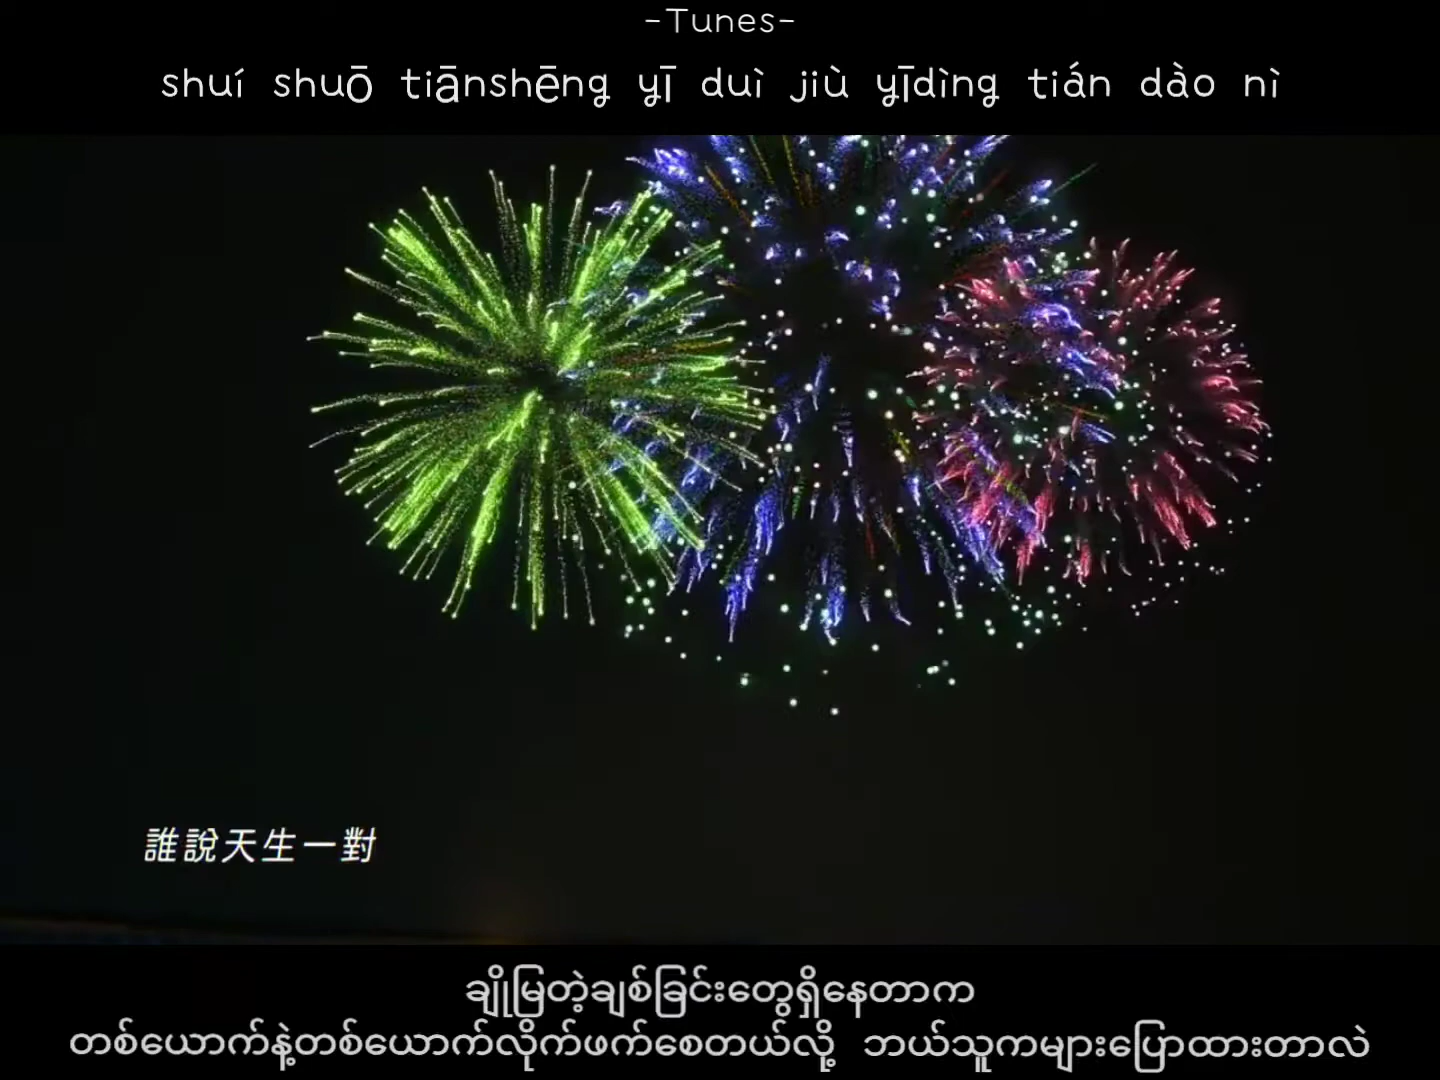 -Tunes-
shuí shuō tiānshēng yī duì jiù yīdìng tián dào nì
誰說天生一對
ချိုမြတဲ့ချစ်ခြင်းတွေရှိနေတာက
တစ်ယောက်နဲ့တစ်ယောက်လိုက်ဖက်စေတယ်လို့ ဘယ်သူကများပြောထားတာလဲ